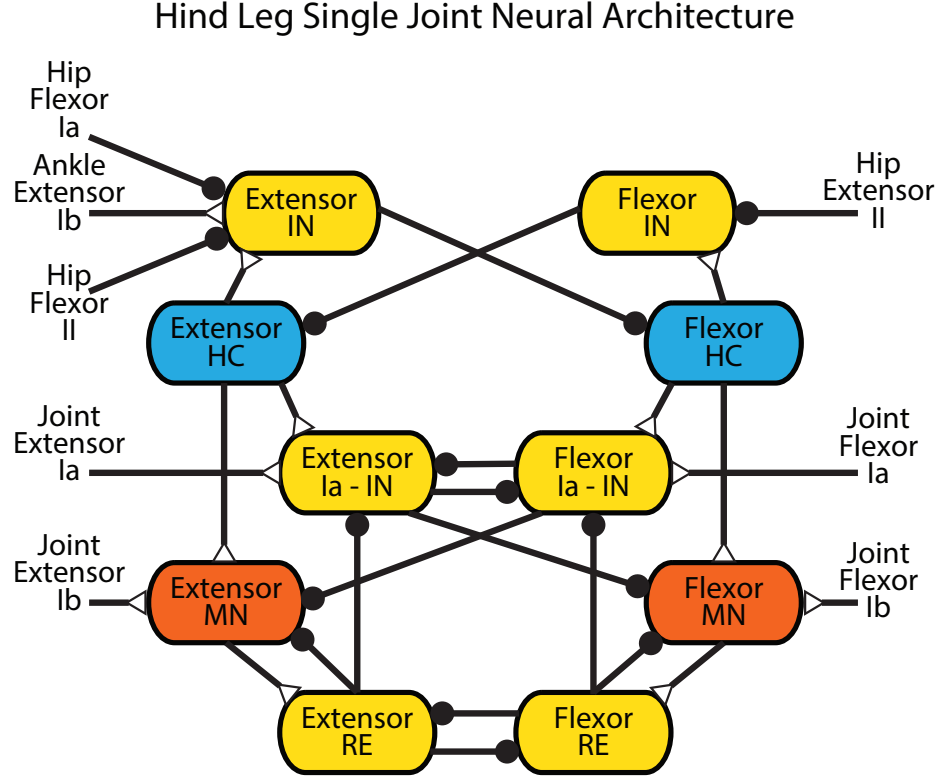 Hind Leg Single Joint Neural Architecture
Hip
Flexor
Ia
Ankle
Extensor
Ib
Hip
Flexor
II
Extensor
IN
Flexor
IN
Hip
Extensor
II
Extensor
HC
Flexor
HC
Joint
Extensor
Ia
Extensor
Ia - IN
Flexor
Ia - IN
Joint
Flexor
Ia
Joint
Extensor
Ib
Extensor
MN
Flexor
MN
Joint
Flexor
Ib
Extensor
RE
Flexor
RE